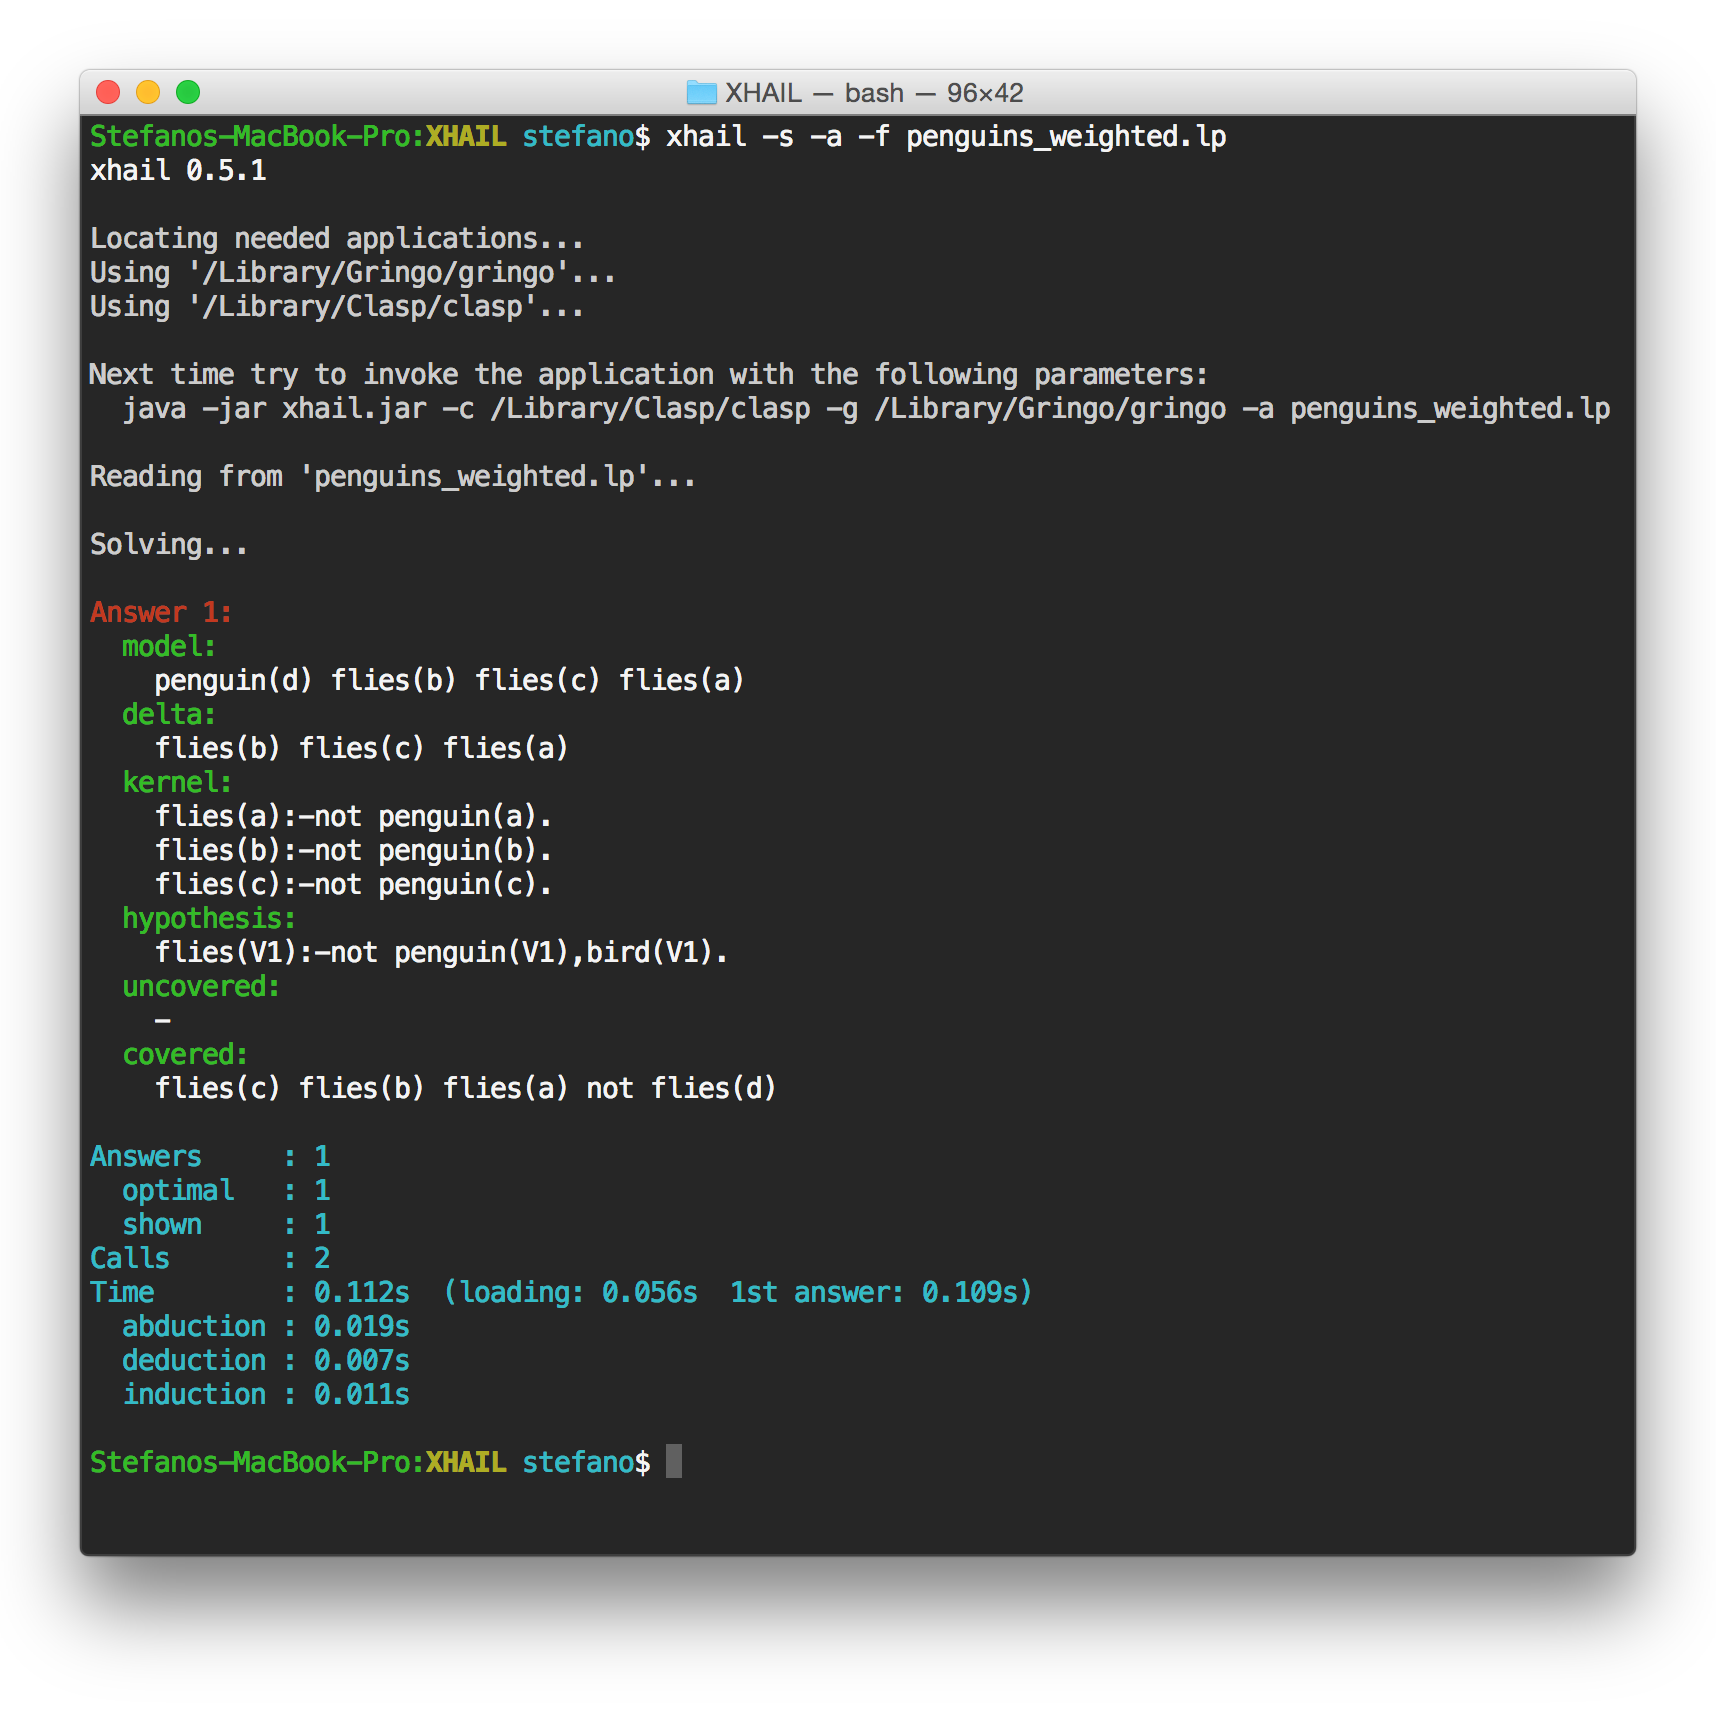 XHAIL — bash — 96×42
Stefanos-MacBook-Pro:XHAIL stefano$ xhail -s -a -f penguins_weighted.lp
xhail 0.5.1
Locating needed applications...
Using '/Library/Gringo/gringo'...
Using '/Library/Clasp/clasp'...
Next time try to invoke the application with the following parameters:
java -jar xhail.jar -c /Library/Clasp/clasp -g /Library/Gringo/gringo -a penguins_weighted.lp
Reading from 'penguins_weighted.lp'...
Solving...
Answer 1:
model:
penguin(d) flies(b) flies(c) flies(a)
delta:
flies(b) flies(c) flies(a)
kernel:
flies(a):-not penguin(a).
flies(b):-not penguin(b).
flies(c):-not penguin(c).
hypothesis:
flies(V1):-not penguin(V1),bird(V1).
uncovered:
-
covered:
flies(c) flies(b) flies(a) not flies(d)
Answers : 1
optimal : 1
shown : 1
Calls : 2
Time : 0.112s (loading: 0.056s 1st answer: 0.109s)
abduction : 0.019s
deduction : 0.007s
induction : 0.011s
Stefanos-MacBook-Pro:XHAIL stefano$